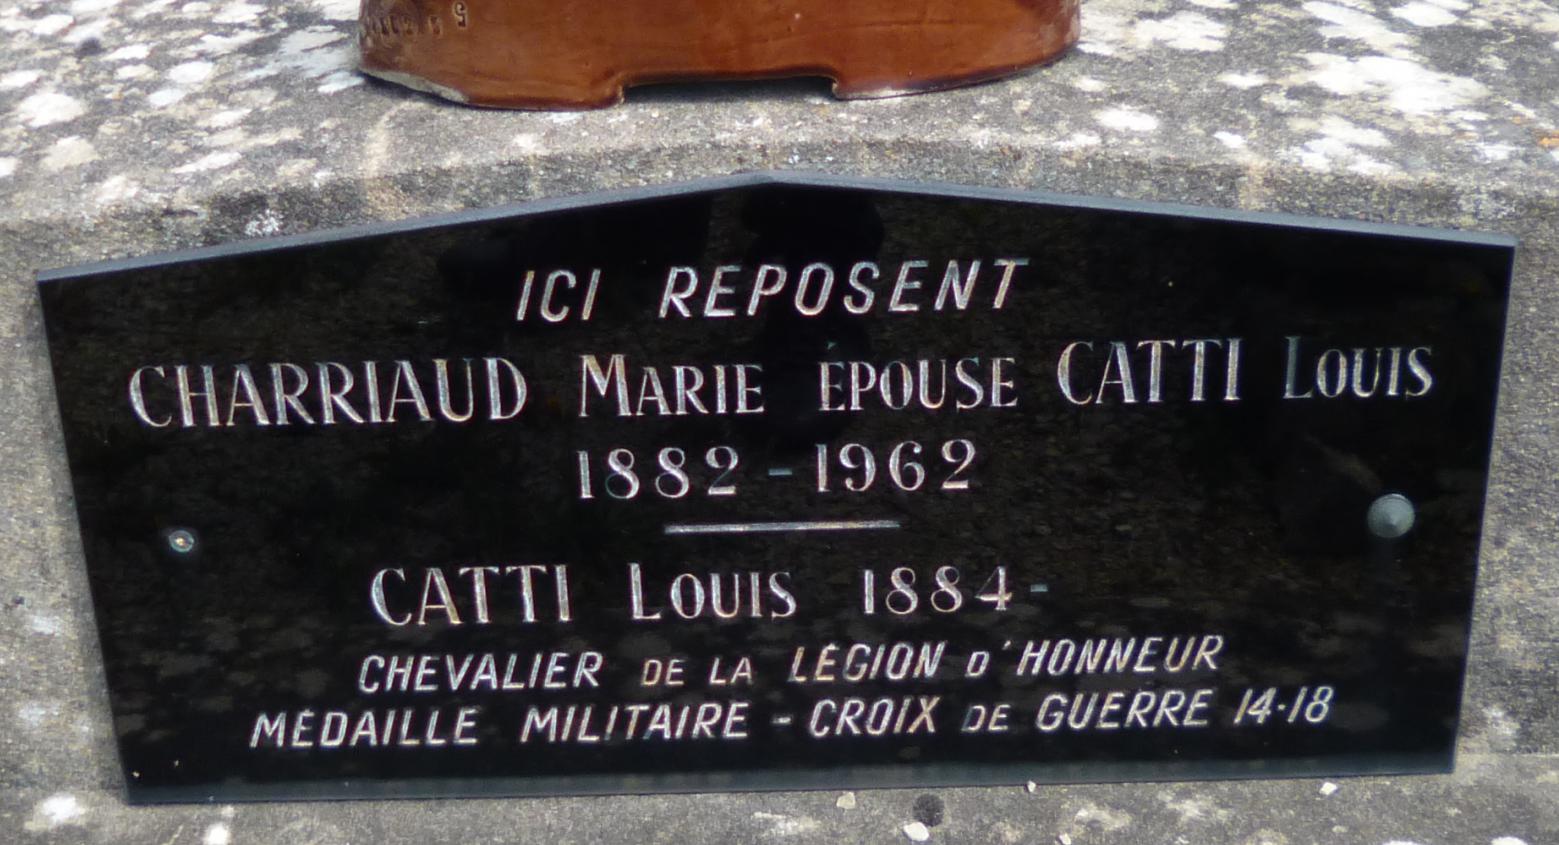 ICI REPOSENT
CHARRIAUD MARIE ÉPOUSE CATTI LOUIS
1882 - 1962
CATTI LOUIS 1884 -
CHEVALIER DE LA LÉGION D'HONNEUR
MÉDAILLE MILITAIRE - CROIX DE GUERRE 14-18